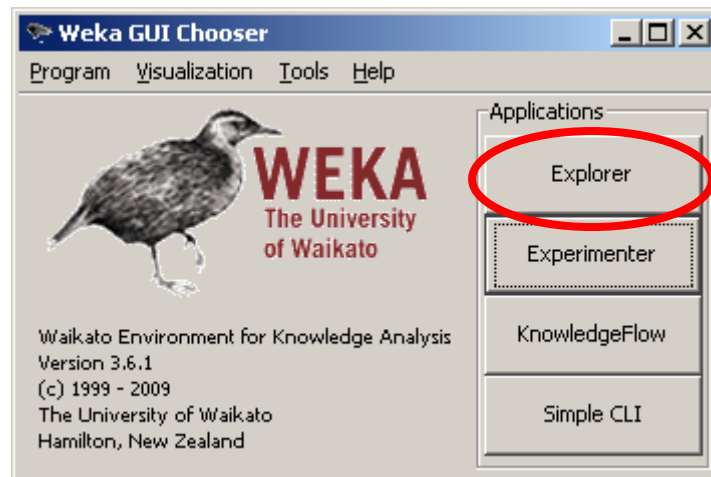 Weka GUI Chooser
Program Visualization Tools Help
Applications
WEKA
The University
of Waikato
Explorer
Experimenter
KnowledgeFlow
Simple CLI
Waikato Environment for Knowledge Analysis
Version 3.6.1
(c) 1999 - 2009
The University of Waikato
Hamilton, New Zealand